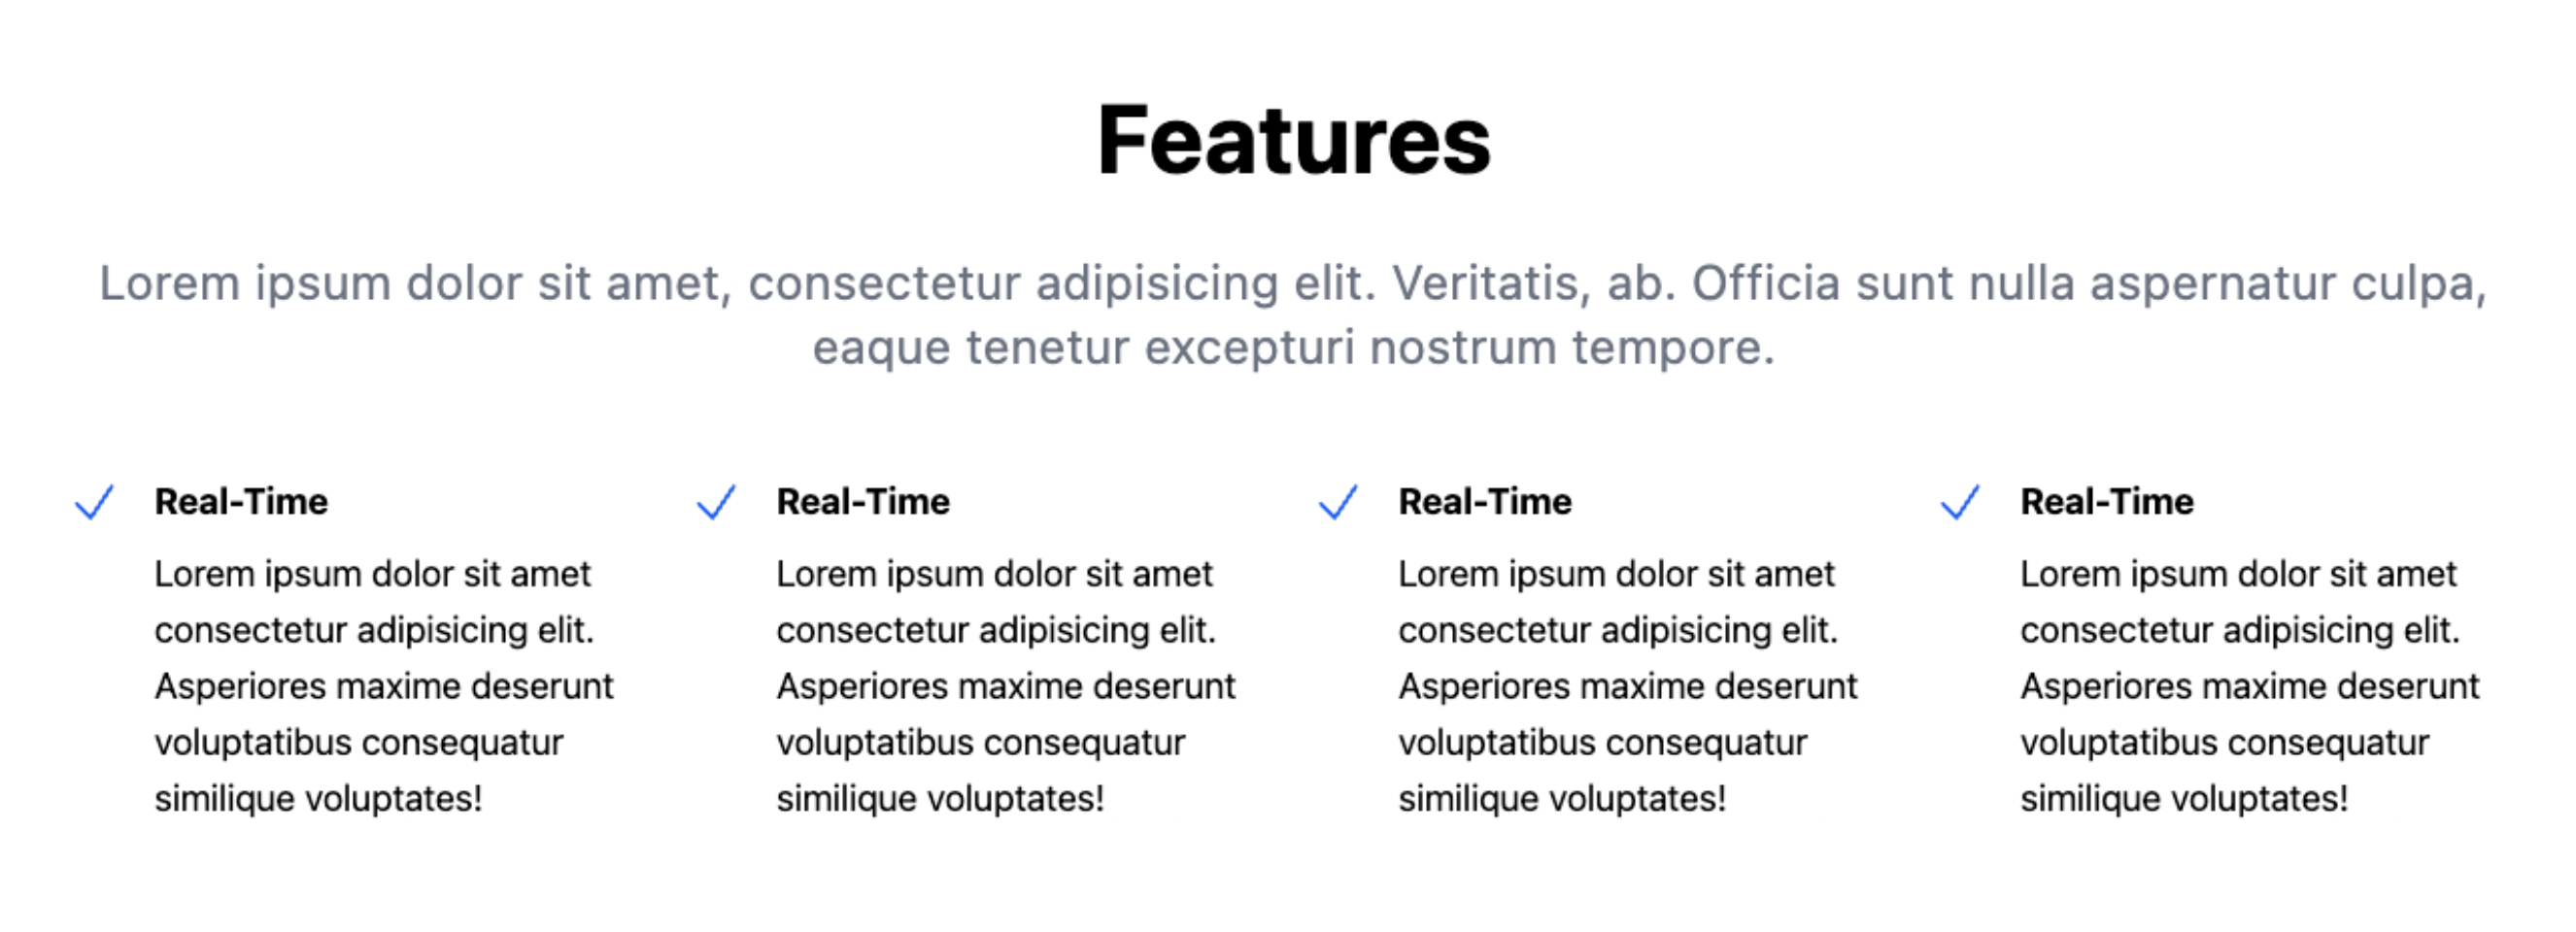 Features
Lorem ipsum dolor sit amet, consectetur adipisicing elit. Veritatis, ab. Officia sunt nulla aspernatur culpa,
eaque tenetur excepturi nostrum tempore.
Real-Time
Lorem ipsum dolor sit amet
consectetur adipisicing elit.
Asperiores maxime deserunt
voluptatibus consequatur
similique voluptates!
Real-Time
Lorem ipsum dolor sit amet
consectetur adipisicing elit.
Asperiores maxime deserunt
voluptatibus consequatur
similique voluptates!
Real-Time
Lorem ipsum dolor sit amet
consectetur adipisicing elit.
Asperiores maxime deserunt
voluptatibus consequatur
similique voluptates!
Real-Time
Lorem ipsum dolor sit amet
consectetur adipisicing elit.
Asperiores maxime deserunt
voluptatibus consequatur
similique voluptates!